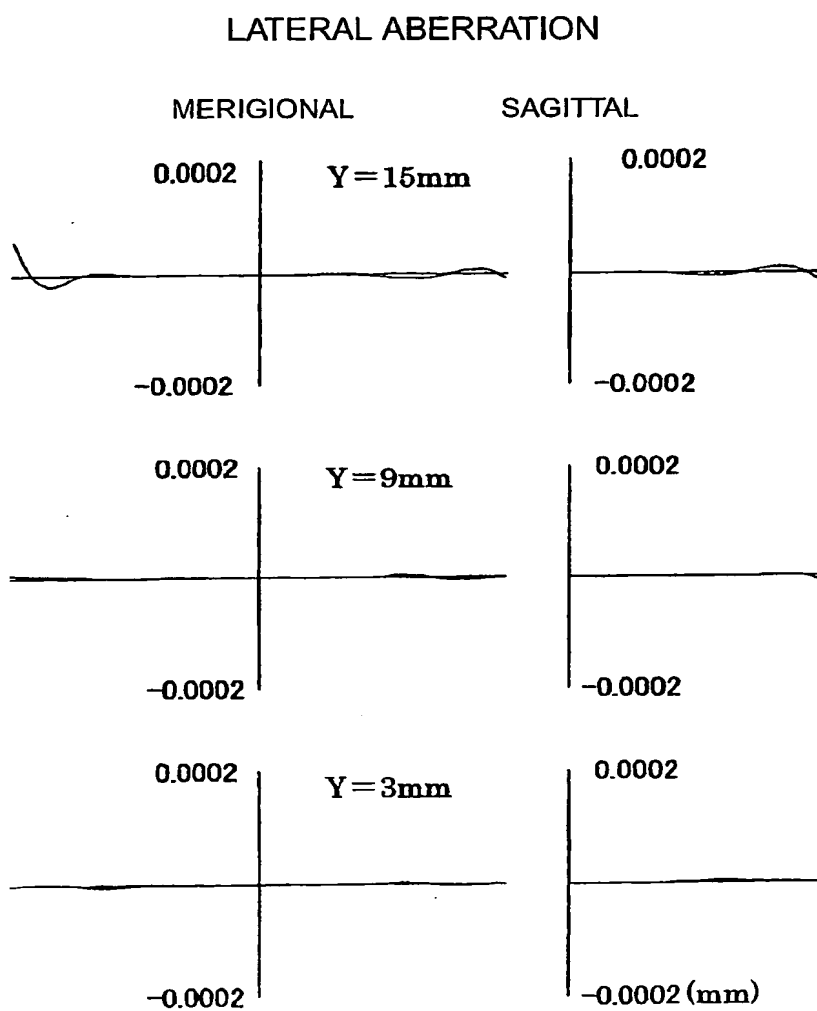 LATERAL ABERRATION
MERIGIONAL SAGITTAL
0.0002 Y=15mm 0.0002
-0.0002 -0.0002
0.0002 Y=9mm 0.0002
-0.0002 -0.0002
0.0002 Y=3mm 0.0002
-0.0002 -0.0002 (mm)